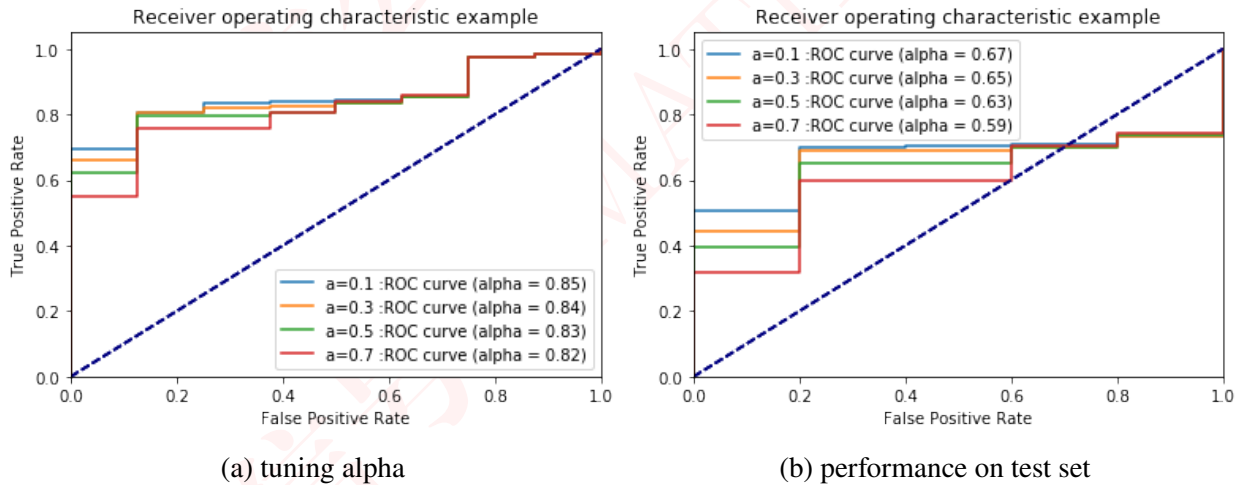 Receiver operating characteristic example
1.0
0.8
0.6
0.4
0.2
0.0
True Positive Rate
a=0.1 :ROC curve (alpha = 0.85)
a=0.3 :ROC curve (alpha = 0.84)
a=0.5 :ROC curve (alpha = 0.83)
a=0.7 :ROC curve (alpha = 0.82)
0.0 0.2 0.4 0.6 0.8 1.0
False Positive Rate
(a) tuning alpha
Receiver operating characteristic example
1.0
0.8
0.6
0.4
0.2
0.0
True Positive Rate
a=0.1 :ROC curve (alpha = 0.67)
a=0.3 :ROC curve (alpha = 0.65)
a=0.5 :ROC curve (alpha = 0.63)
a=0.7 :ROC curve (alpha = 0.59)
0.0 0.2 0.4 0.6 0.8 1.0
False Positive Rate
(b) performance on test set